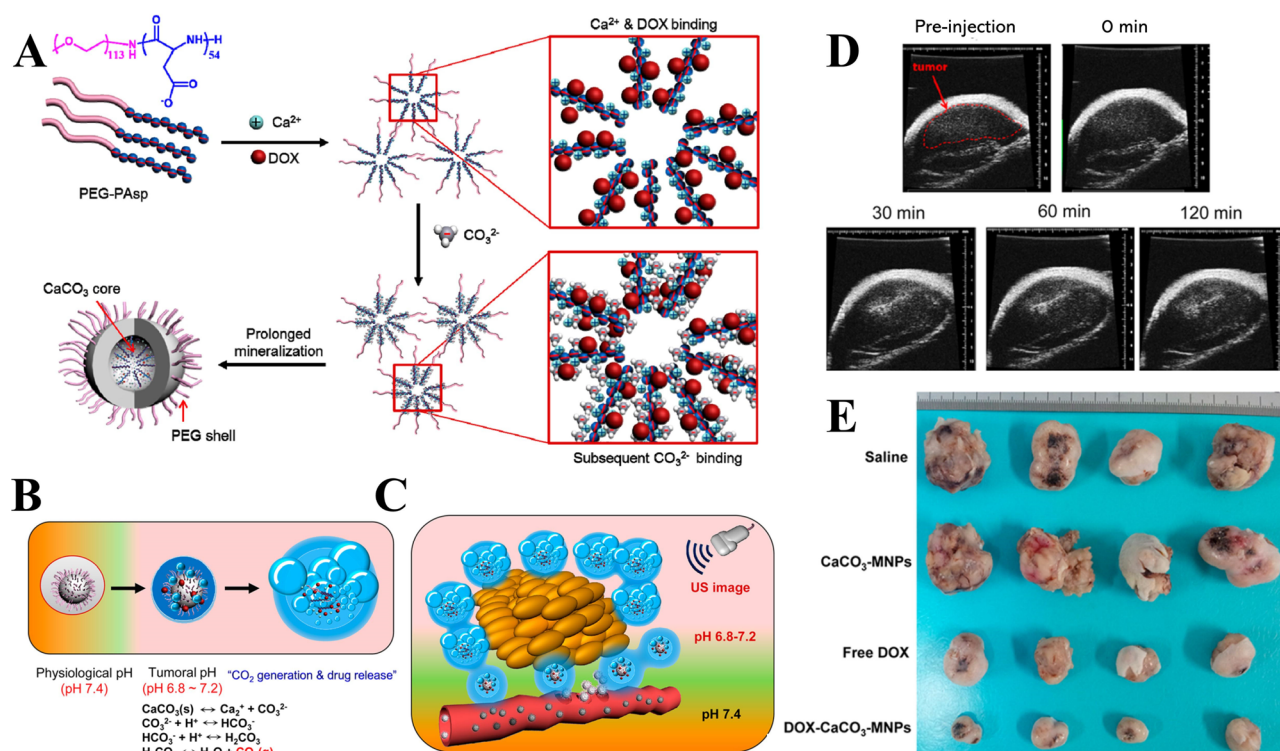 A
O
O
NH
H
113
N
H
O
54
-O
PEG-PAsp
Ca²⁺
DOX
Ca²⁺ & DOX binding
CO₃²⁻
CaCO₃ core
Prolonged
mineralization
PEG shell
Subsequent CO₃²⁻ binding
B
Physiological pH
(pH 7.4)
Tumoral pH
(pH 6.8 ~ 7.2)
“CO₂ generation & drug release”
CaCO₃(s) ↔ Ca₂⁺ + CO₃²⁻
CO₃²⁻ + H⁺ ↔ HCO₃⁻
HCO₃⁻ + H⁺ ↔ H₂CO₃
C
US image
pH 6.8-7.2
pH 7.4
D
Pre-injection
0 min
tumor
30 min
60 min
120 min
E
Saline
CaCO₃-MNPs
Free DOX
DOX-CaCO₃-MNPs